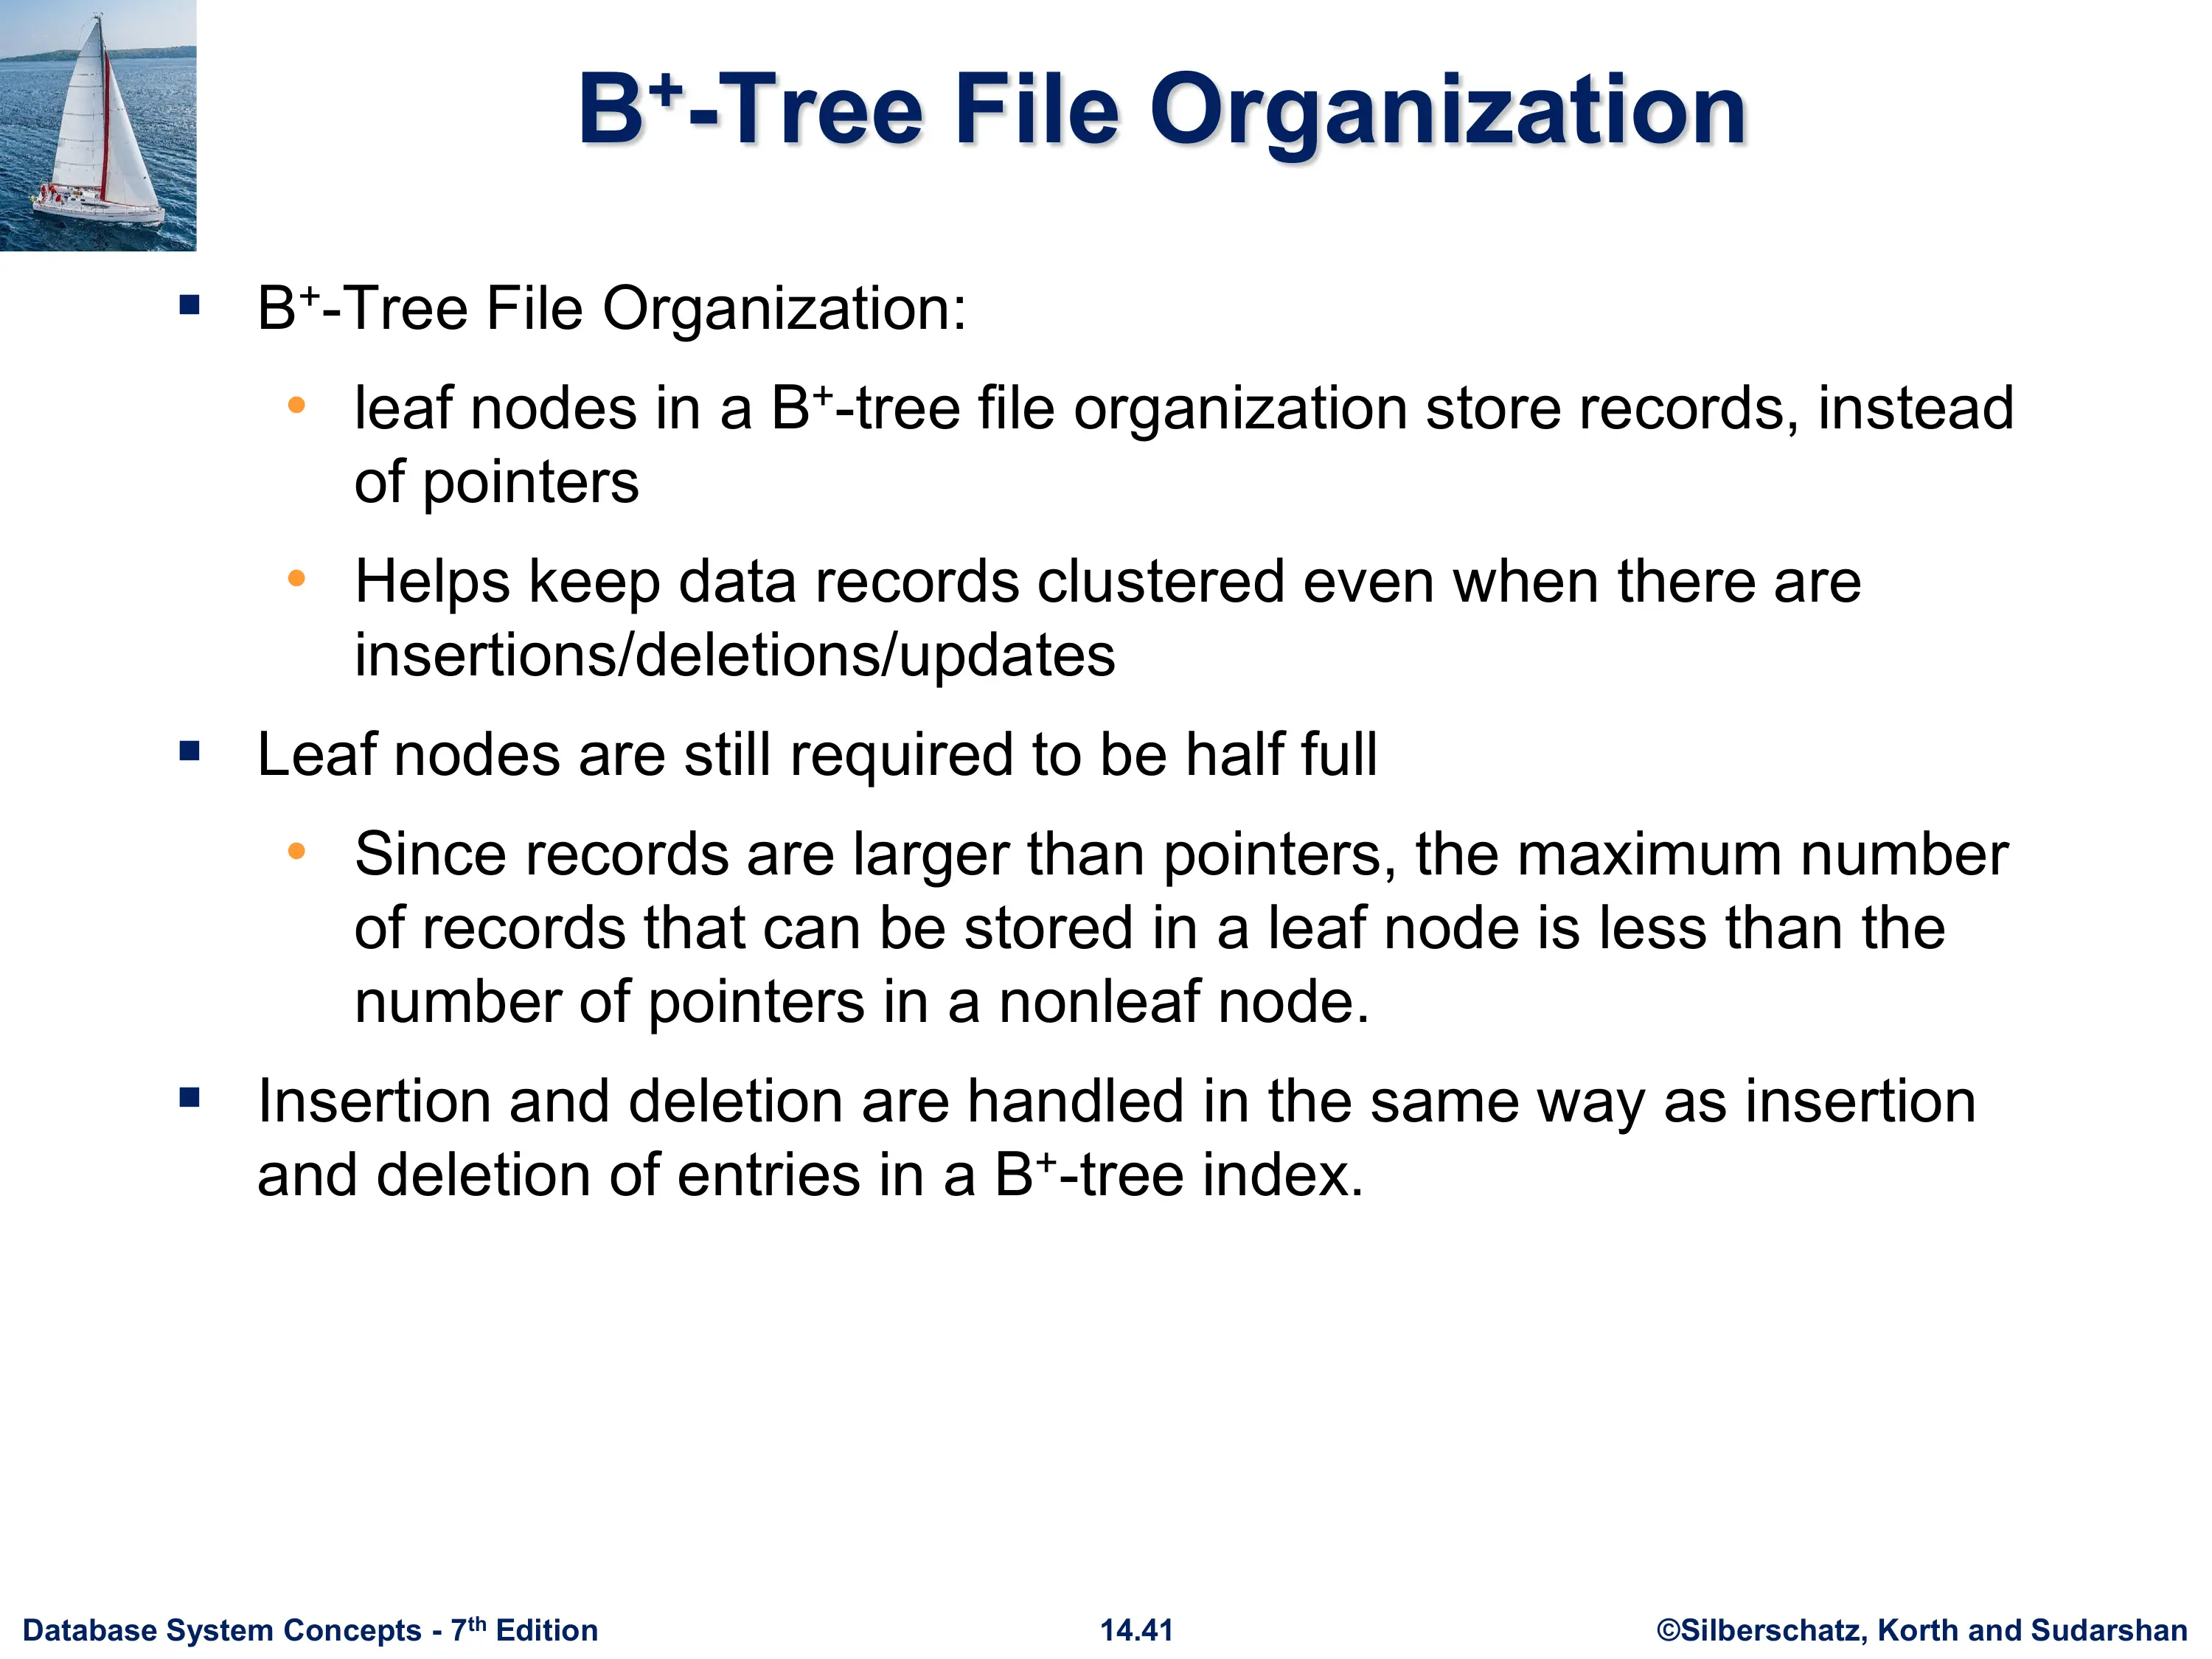 B⁺-Tree File Organization
▪ B⁺-Tree File Organization:
• leaf nodes in a B⁺-tree file organization store records, instead
of pointers
• Helps keep data records clustered even when there are
insertions/deletions/updates
▪ Leaf nodes are still required to be half full
• Since records are larger than pointers, the maximum number
of records that can be stored in a leaf node is less than the
number of pointers in a nonleaf node.
▪ Insertion and deletion are handled in the same way as insertion
and deletion of entries in a B⁺-tree index.
Database System Concepts - 7ᵗʰ Edition
14.41
©Silberschatz, Korth and Sudarshan